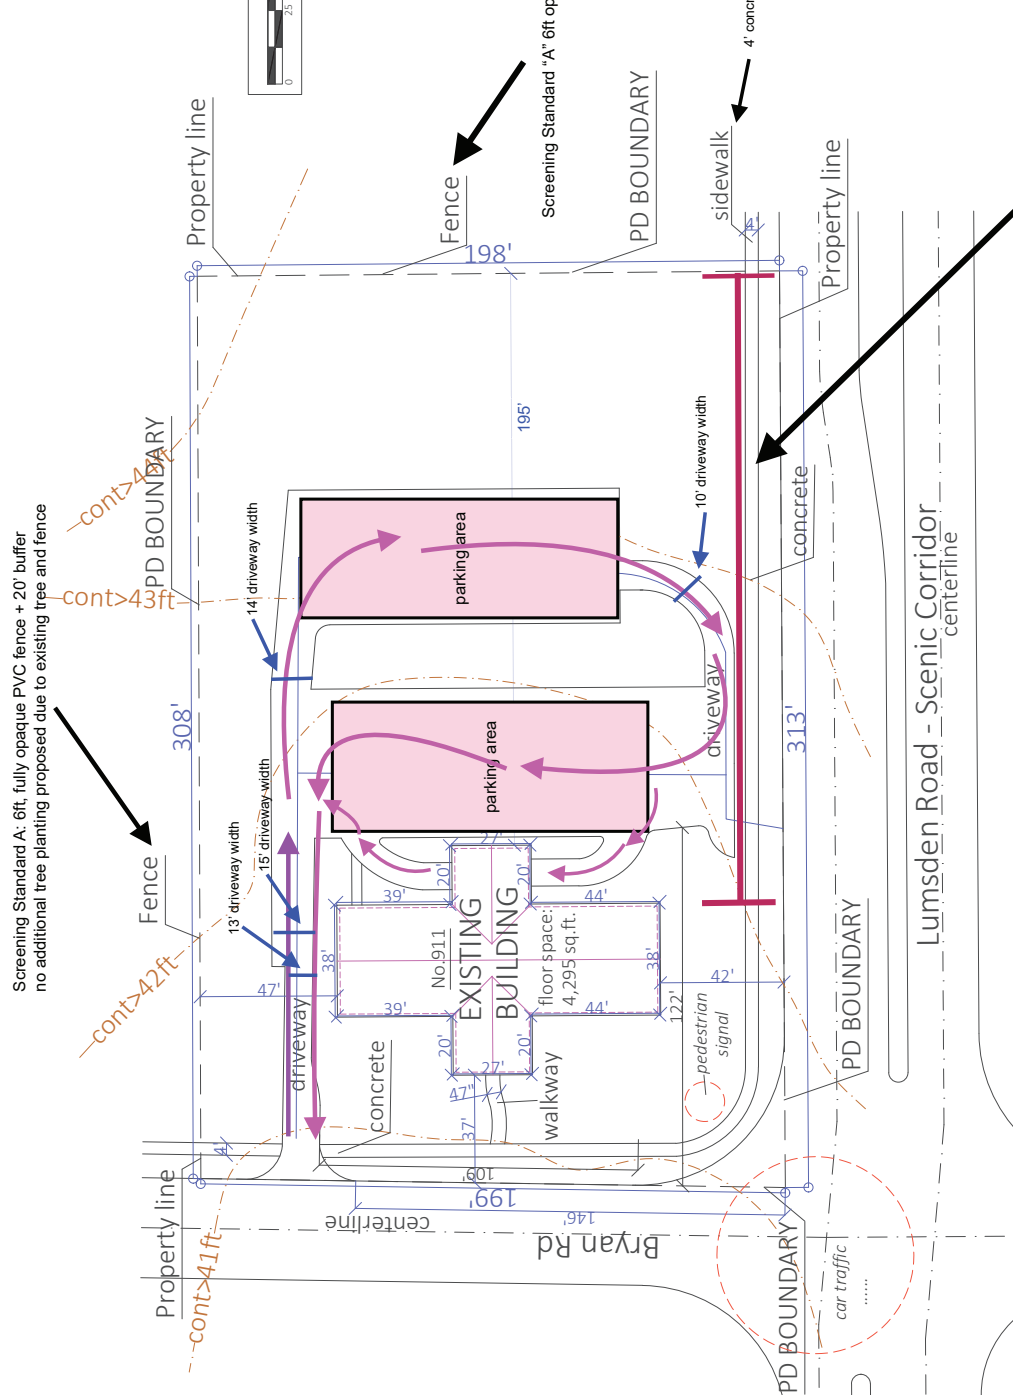 Screening Standard A: 6ft, fully opaque PVC fence + 20' buffer
no additional tree planting proposed due to existing tree and fence
0
25
Screening Standard "A" 6ft op
4' concr
Property line
Fence
PD BOUNDARY
sidewalk
Property line
198'
4'
cont>44ft
PD BOUNDARY
cont>43ft
195'
14' driveway width
10' driveway width
parking area
concrete
308'
313'
driveway
parking area
Lumsden Road - Scenic Corridor
centerline
Fence
15' driveway width
13' driveway width
cont>42ft
27'
20'
20'
39'
44'
No.911
EXISTING
BUILDING
floor space:
4,295 sq.ft.
38'
38'
47'
42'
39'
44'
122'
20'
20'
27'
driveway
concrete
47"
walkway
37'
pedestrian
signal
PD BOUNDARY
4'
109'
199'
146'
centerline
Bryan Rd
Property line
cont>41ft
PD BOUNDARY
car traffic
......